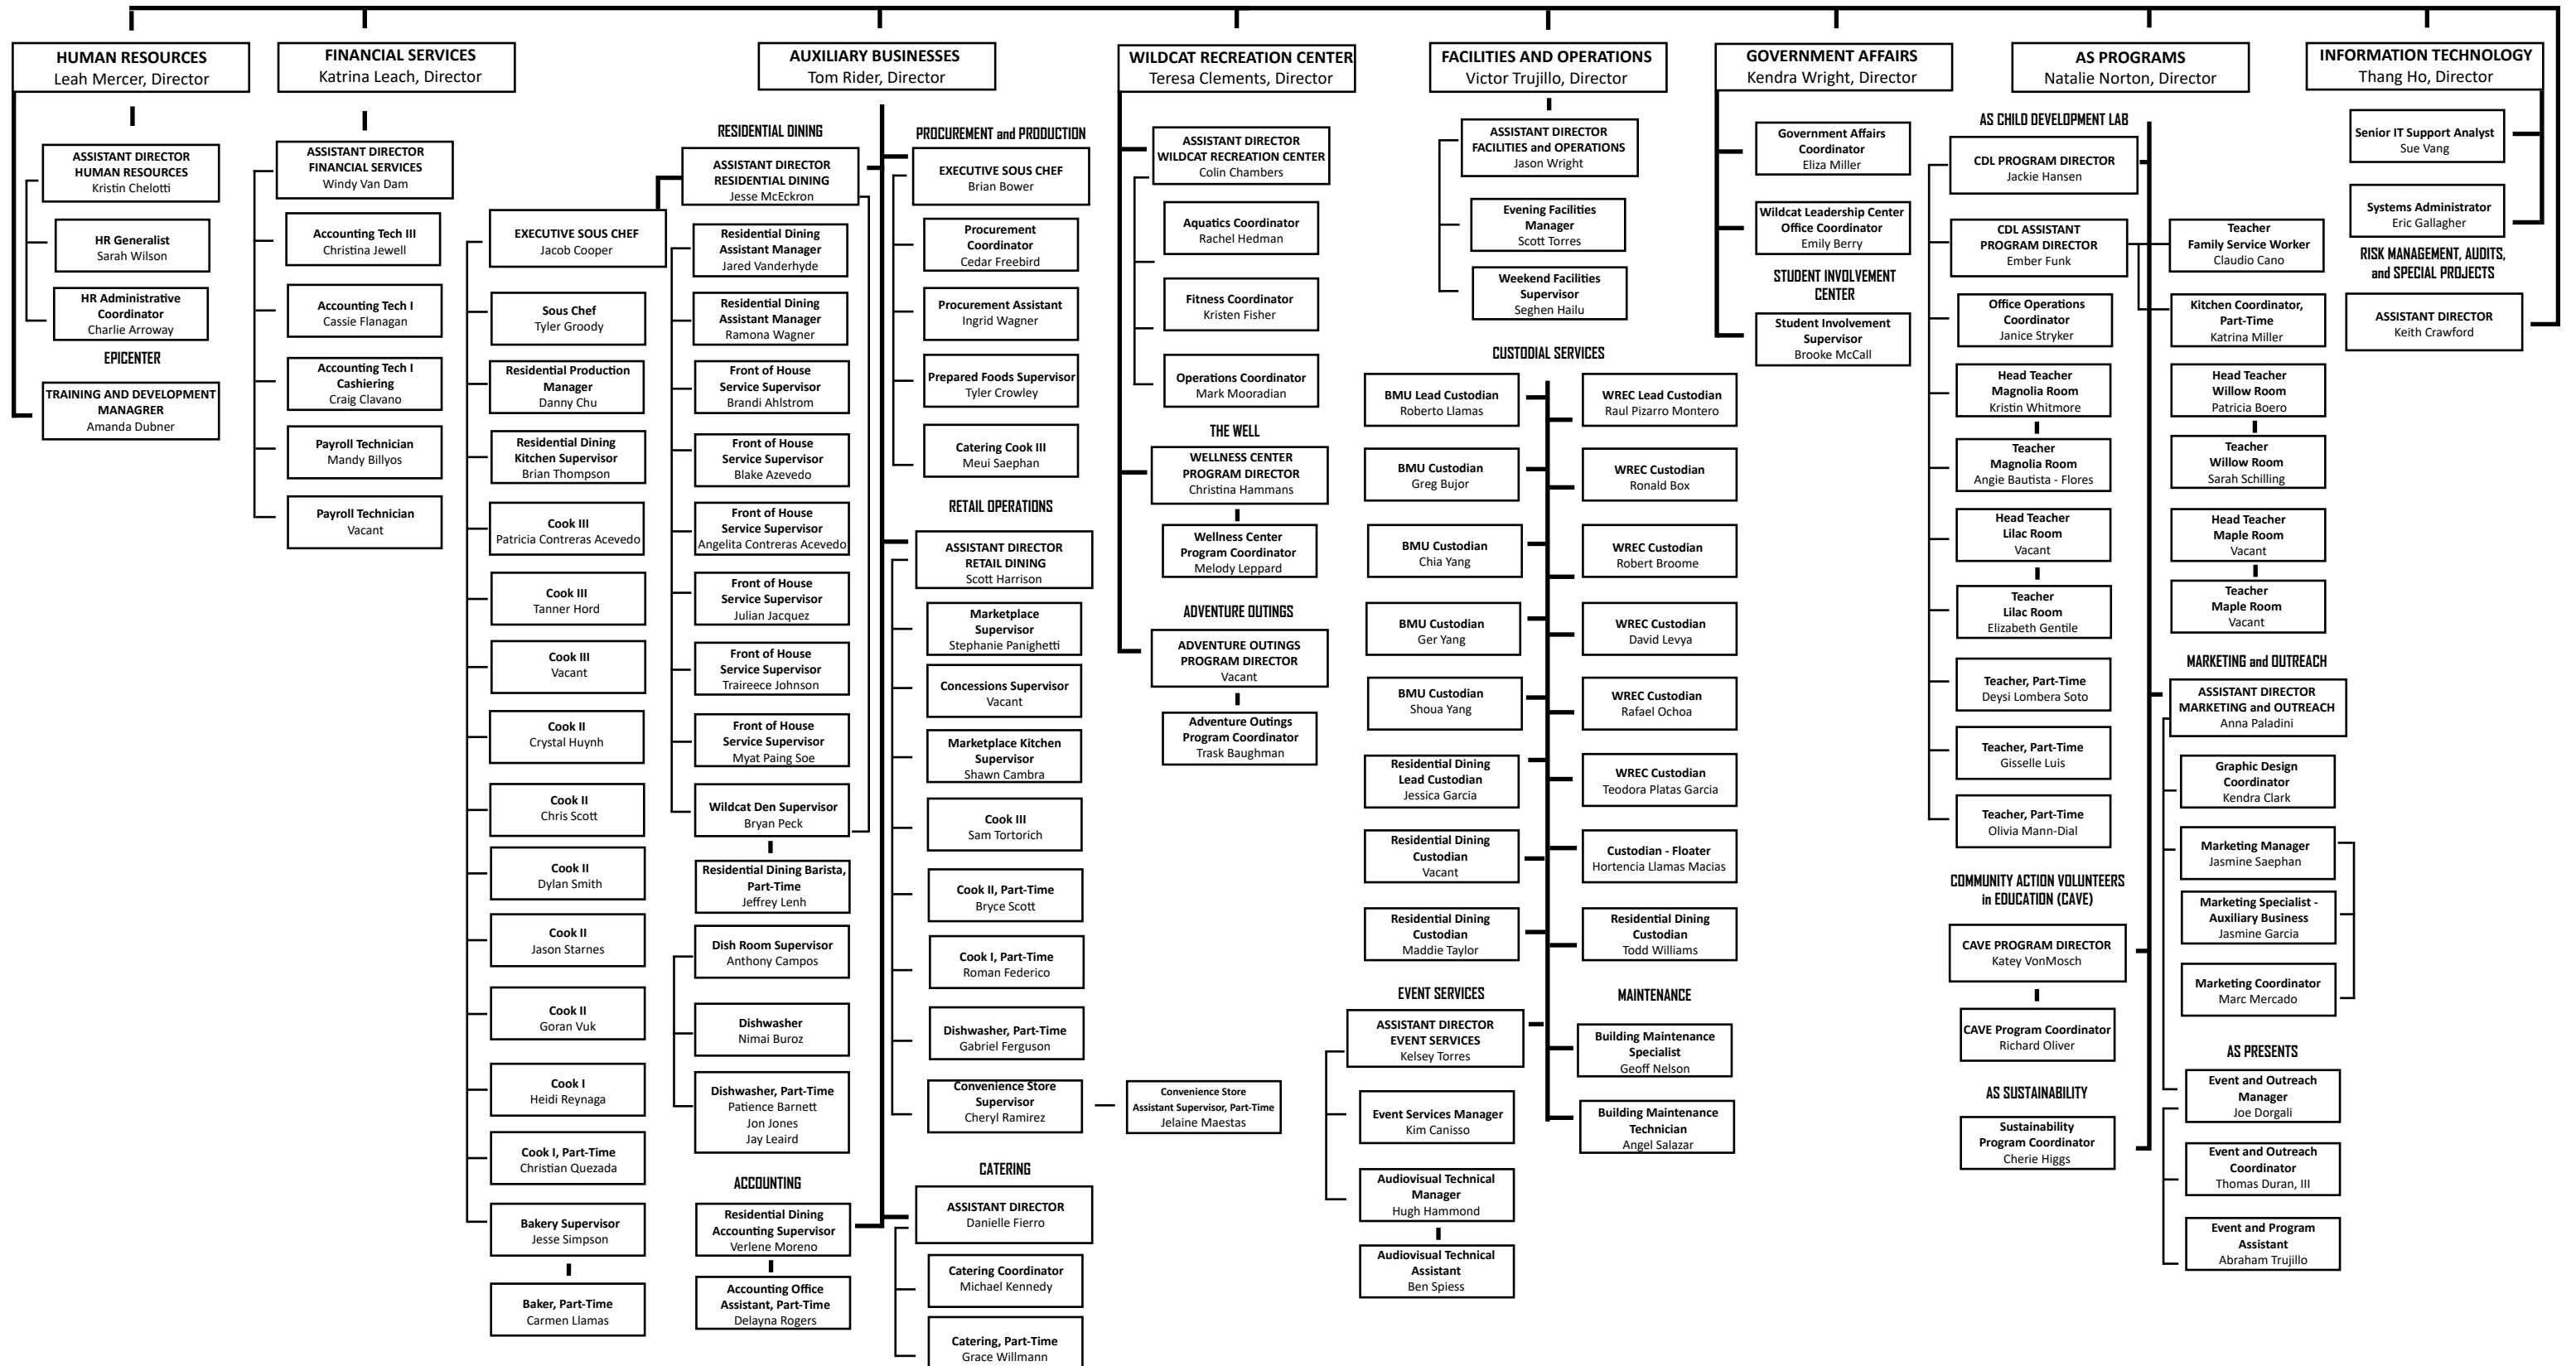 HUMAN RESOURCES
Leah Mercer, Director
ASSISTANT DIRECTOR
HUMAN RESOURCES
Kristin Chelotti
HR Generalist
Sarah Wilson
HR Administrative
Coordinator
Charlie Arroway
EPICENTER
TRAINING AND DEVELOPMENT
MANAGRER
Amanda Dubner
FINANCIAL SERVICES
Katrina Leach, Director
ASSISTANT DIRECTOR
FINANCIAL SERVICES
Windy Van Dam
Accounting Tech III
Christina Jewell
Accounting Tech I
Cassie Flanagan
Accounting Tech I
Cashiering
Craig Clavano
Payroll Technician
Mandy Billyos
Payroll Technician
Vacant
AUXILIARY BUSINESSES
Tom Rider, Director
RESIDENTIAL DINING
ASSISTANT DIRECTOR
RESIDENTIAL DINING
Jesse McEckron
EXECUTIVE SOUS CHEF
Jacob Cooper
Sous Chef
Tyler Groody
Residential Production
Manager
Danny Chu
Residential Dining
Kitchen Supervisor
Brian Thompson
Cook III
Patricia Contreras Acevedo
Cook III
Tanner Hord
Cook III
Vacant
Cook II
Crystal Huynh
Cook II
Chris Scott
Cook II
Dylan Smith
Cook II
Jason Starnes
Cook II
Goran Vuk
Cook I
Heidi Reynaga
Cook I, Part-Time
Christian Quezada
Bakery Supervisor
Jesse Simpson
Baker, Part-Time
Carmen Llamas
Residential Dining
Assistant Manager
Jared Vanderhyde
Residential Dining
Assistant Manager
Ramona Wagner
Front of House
Service Supervisor
Brandi Ahlstrom
Front of House
Service Supervisor
Blake Azevedo
Front of House
Service Supervisor
Angelita Contreras Acevedo
Front of House
Service Supervisor
Julian Jacquez
Front of House
Service Supervisor
Traireece Johnson
Front of House
Service Supervisor
Myat Paing Soe
Wildcat Den Supervisor
Bryan Peck
Residential Dining Barista,
Part-Time
Jeffrey Lenh
Dish Room Supervisor
Anthony Campos
Dishwasher
Nimai Buroz
Dishwasher, Part-Time
Patience Barnett
Jon Jones
Jay Leaird
ACCOUNTING
Residential Dining
Accounting Supervisor
Verlene Moreno
Accounting Office
Assistant, Part-Time
Delayna Rogers
PROCUREMENT and PRODUCTION
EXECUTIVE SOUS CHEF
Brian Bower
Procurement
Coordinator
Cedar Freebird
Procurement Assistant
Ingrid Wagner
Prepared Foods Supervisor
Tyler Crowley
Catering Cook III
Meui Saephan
RETAIL OPERATIONS
ASSISTANT DIRECTOR
RETAIL DINING
Scott Harrison
Marketplace
Supervisor
Stephanie Panighetti
Concessions Supervisor
Vacant
Marketplace Kitchen
Supervisor
Shawn Cambra
Cook III
Sam Tortorich
Cook II, Part-Time
Bryce Scott
Cook I, Part-Time
Roman Federico
Dishwasher, Part-Time
Gabriel Ferguson
Convenience Store
Supervisor
Cheryl Ramirez
Convenience Store
Assistant Supervisor, Part-Time
Jelaine Maestas
CATERING
ASSISTANT DIRECTOR
Danielle Fierro
Catering Coordinator
Michael Kennedy
Catering, Part-Time
Grace Willmann
WILDCAT RECREATION CENTER
Teresa Clements, Director
ASSISTANT DIRECTOR
WILDCAT RECREATION CENTER
Colin Chambers
Aquatics Coordinator
Rachel Hedman
Fitness Coordinator
Kristen Fisher
Operations Coordinator
Mark Mooradian
THE WELL
WELLNESS CENTER
PROGRAM DIRECTOR
Christina Hammans
Wellness Center
Program Coordinator
Melody Leppard
ADVENTURE OUTINGS
ADVENTURE OUTINGS
PROGRAM DIRECTOR
Vacant
Adventure Outings
Program Coordinator
Trask Baughman
FACILITIES AND OPERATIONS
Victor Trujillo, Director
ASSISTANT DIRECTOR
FACILITIES and OPERATIONS
Jason Wright
Evening Facilities
Manager
Scott Torres
Weekend Facilities
Supervisor
Seghen Hailu
CUSTODIAL SERVICES
BMU Lead Custodian
Roberto Llamas
BMU Custodian
Greg Bujor
BMU Custodian
Chia Yang
BMU Custodian
Ger Yang
BMU Custodian
Shoua Yang
Residential Dining
Lead Custodian
Jessica Garcia
Residential Dining
Custodian
Vacant
Residential Dining
Custodian
Maddie Taylor
WREC Lead Custodian
Raul Pizarro Montero
WREC Custodian
Ronald Box
WREC Custodian
Robert Broome
WREC Custodian
David Levya
WREC Custodian
Rafael Ochoa
WREC Custodian
Teodora Platas Garcia
Custodian - Floater
Hortencia Llamas Macias
Residential Dining
Custodian
Todd Williams
EVENT SERVICES
ASSISTANT DIRECTOR
EVENT SERVICES
Kelsey Torres
Event Services Manager
Kim Canisso
Audiovisual Technical
Manager
Hugh Hammond
Audiovisual Technical
Assistant
Ben Spiess
MAINTENANCE
Building Maintenance
Specialist
Geoff Nelson
Building Maintenance
Technician
Angel Salazar
GOVERNMENT AFFAIRS
Kendra Wright, Director
Government Affairs
Coordinator
Eliza Miller
Wildcat Leadership Center
Office Coordinator
Emily Berry
STUDENT INVOLVEMENT
CENTER
Student Involvement
Supervisor
Brooke McCall
AS PROGRAMS
Natalie Norton, Director
AS CHILD DEVELOPMENT LAB
CDL PROGRAM DIRECTOR
Jackie Hansen
CDL ASSISTANT
PROGRAM DIRECTOR
Ember Funk
Office Operations
Coordinator
Janice Stryker
Head Teacher
Magnolia Room
Kristin Whitmore
Teacher
Magnolia Room
Angie Bautista - Flores
Head Teacher
Lilac Room
Vacant
Teacher
Lilac Room
Elizabeth Gentile
Teacher, Part-Time
Deysi Lombera Soto
Teacher, Part-Time
Gisselle Luis
Teacher, Part-Time
Olivia Mann-Dial
Teacher
Family Service Worker
Claudio Cano
Kitchen Coordinator,
Part-Time
Katrina Miller
Head Teacher
Willow Room
Patricia Boero
Teacher
Willow Room
Sarah Schilling
Head Teacher
Maple Room
Vacant
Teacher
Maple Room
Vacant
COMMUNITY ACTION VOLUNTEERS
in EDUCATION (CAVE)
CAVE PROGRAM DIRECTOR
Katey VonMosch
CAVE Program Coordinator
Richard Oliver
AS SUSTAINABILITY
Sustainability
Program Coordinator
Cherie Higgs
MARKETING and OUTREACH
ASSISTANT DIRECTOR
MARKETING and OUTREACH
Anna Paladini
Graphic Design
Coordinator
Kendra Clark
Marketing Manager
Jasmine Saephan
Marketing Specialist -
Auxiliary Business
Jasmine Garcia
Marketing Coordinator
Marc Mercado
AS PRESENTS
Event and Outreach
Manager
Joe Dorgali
Event and Outreach
Coordinator
Thomas Duran, III
Event and Program
Assistant
Abraham Trujillo
INFORMATION TECHNOLOGY
Thang Ho, Director
Senior IT Support Analyst
Sue Vang
Systems Administrator
Eric Gallagher
RISK MANAGEMENT, AUDITS,
and SPECIAL PROJECTS
ASSISTANT DIRECTOR
Keith Crawford